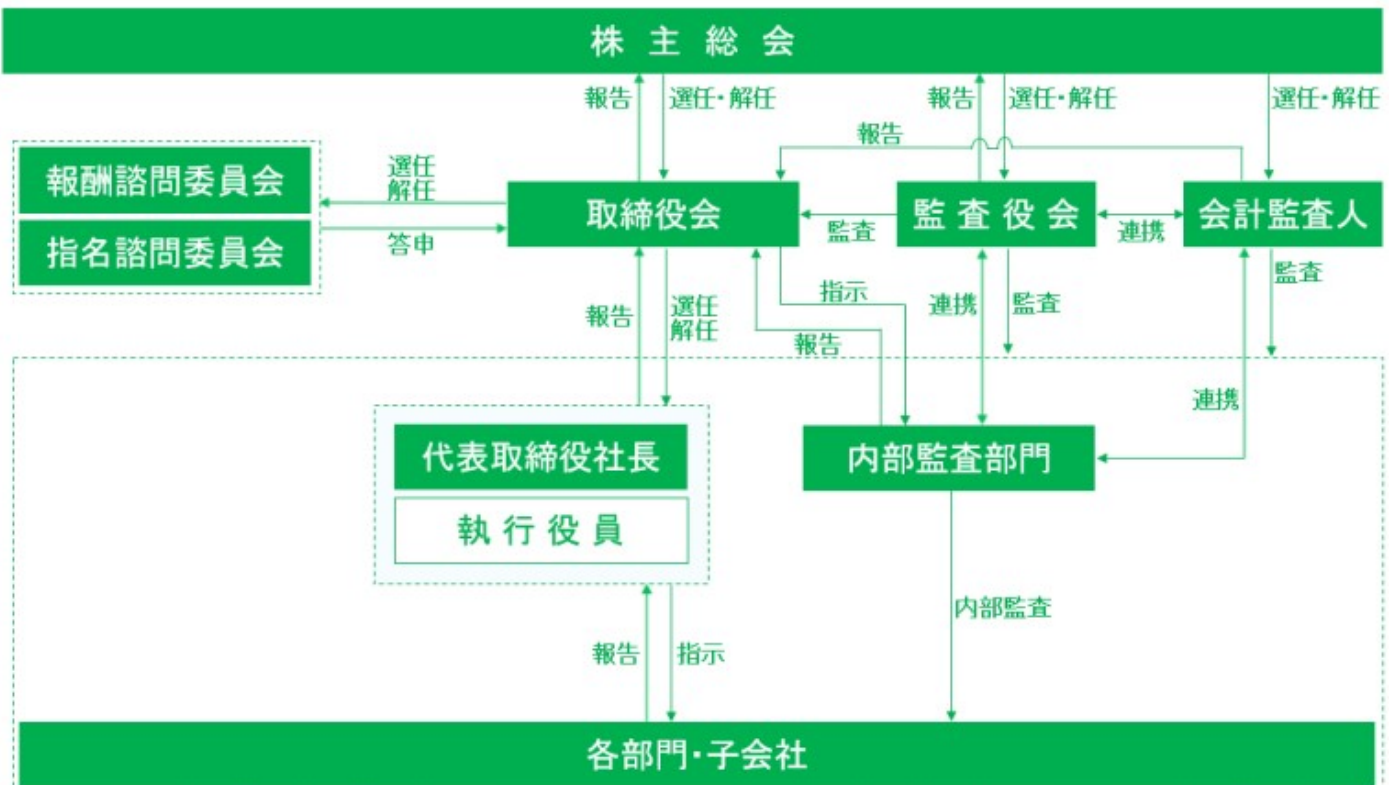 株主総会
報告
選任・解任
報告
選任・解任
選任・解任
報告
報酬諮問委員会
指名諮問委員会
選任
解任
答申
取締役会
監査
監査役会
連携
会計監査人
報告
選任
解任
指示
報告
連携
監査
監査
連携
代表取締役社長
執行役員
内部監査部門
内部監査
報告
指示
各部門・子会社